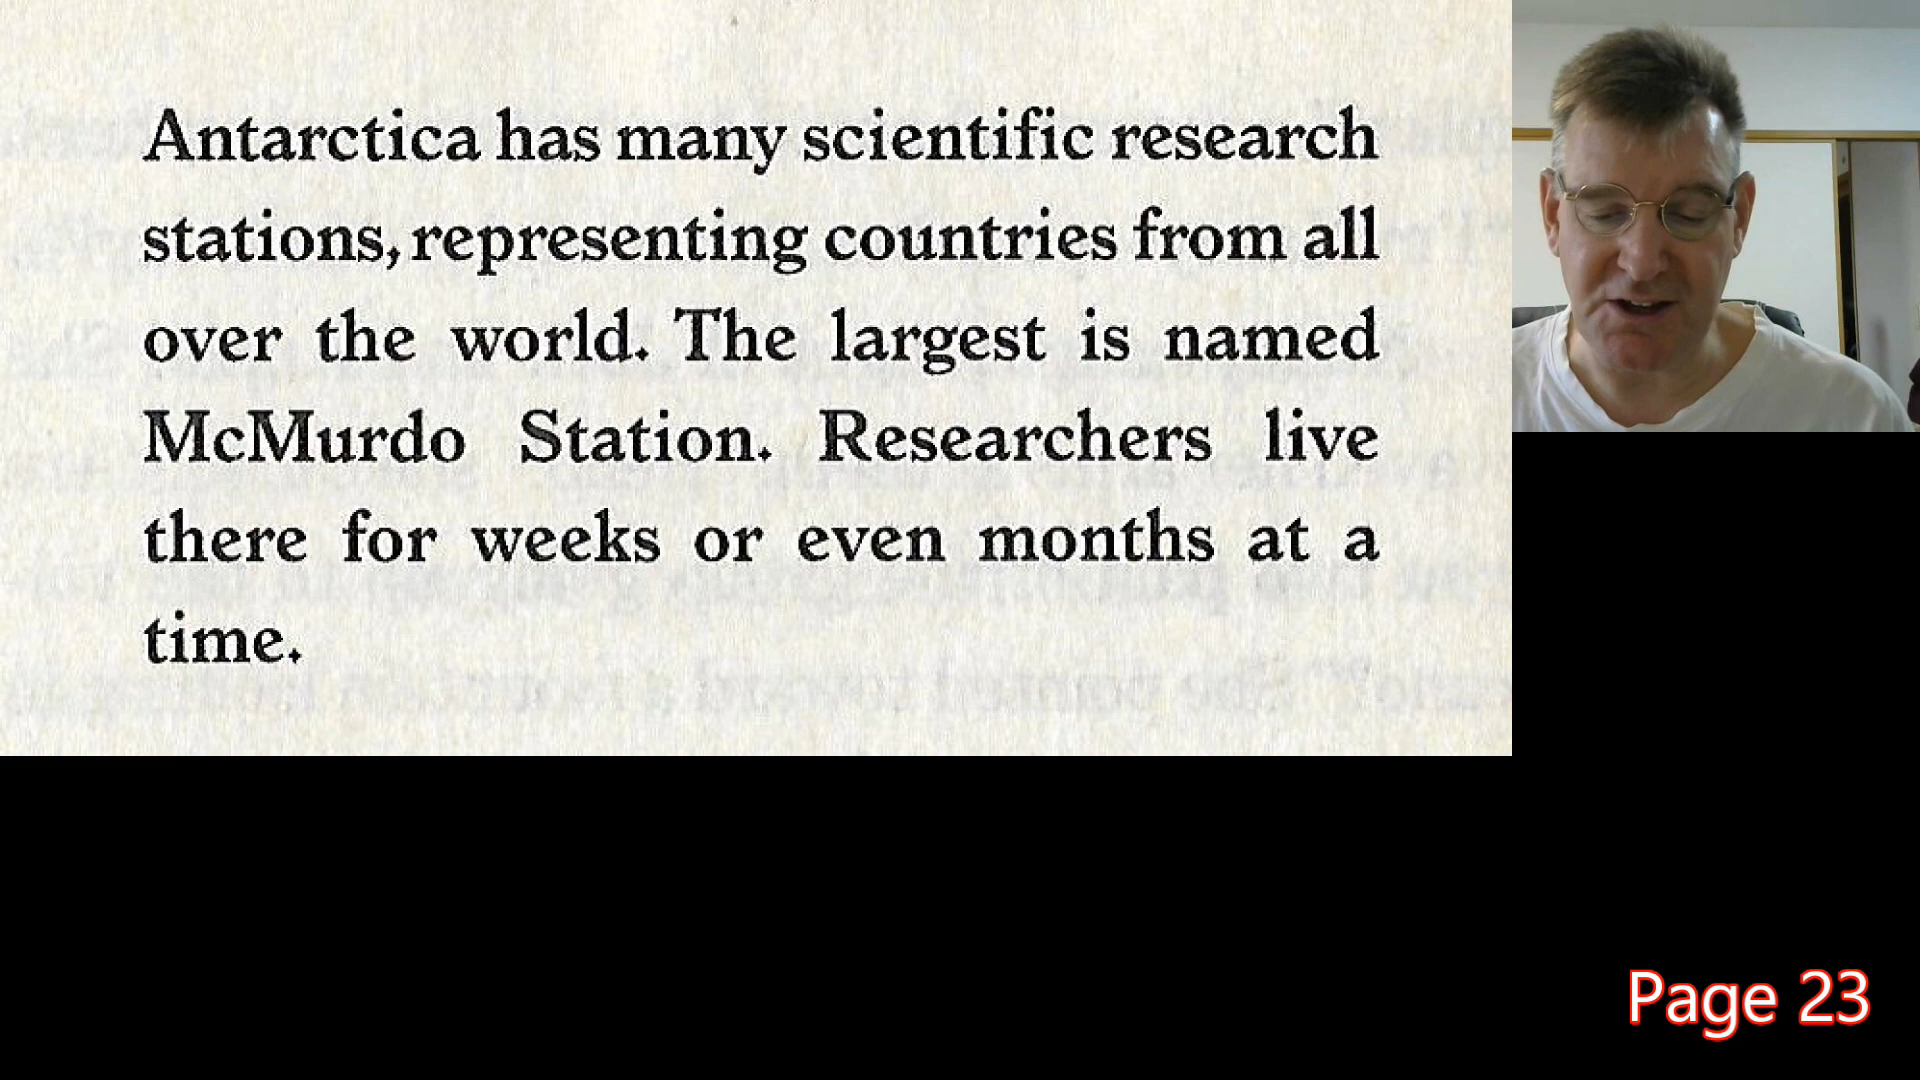 Antarctica has many scientific research
stations, representing countries from all
over the world. The largest is named
McMurdo Station. Researchers live
there for weeks or even months at a
time.
Page 23